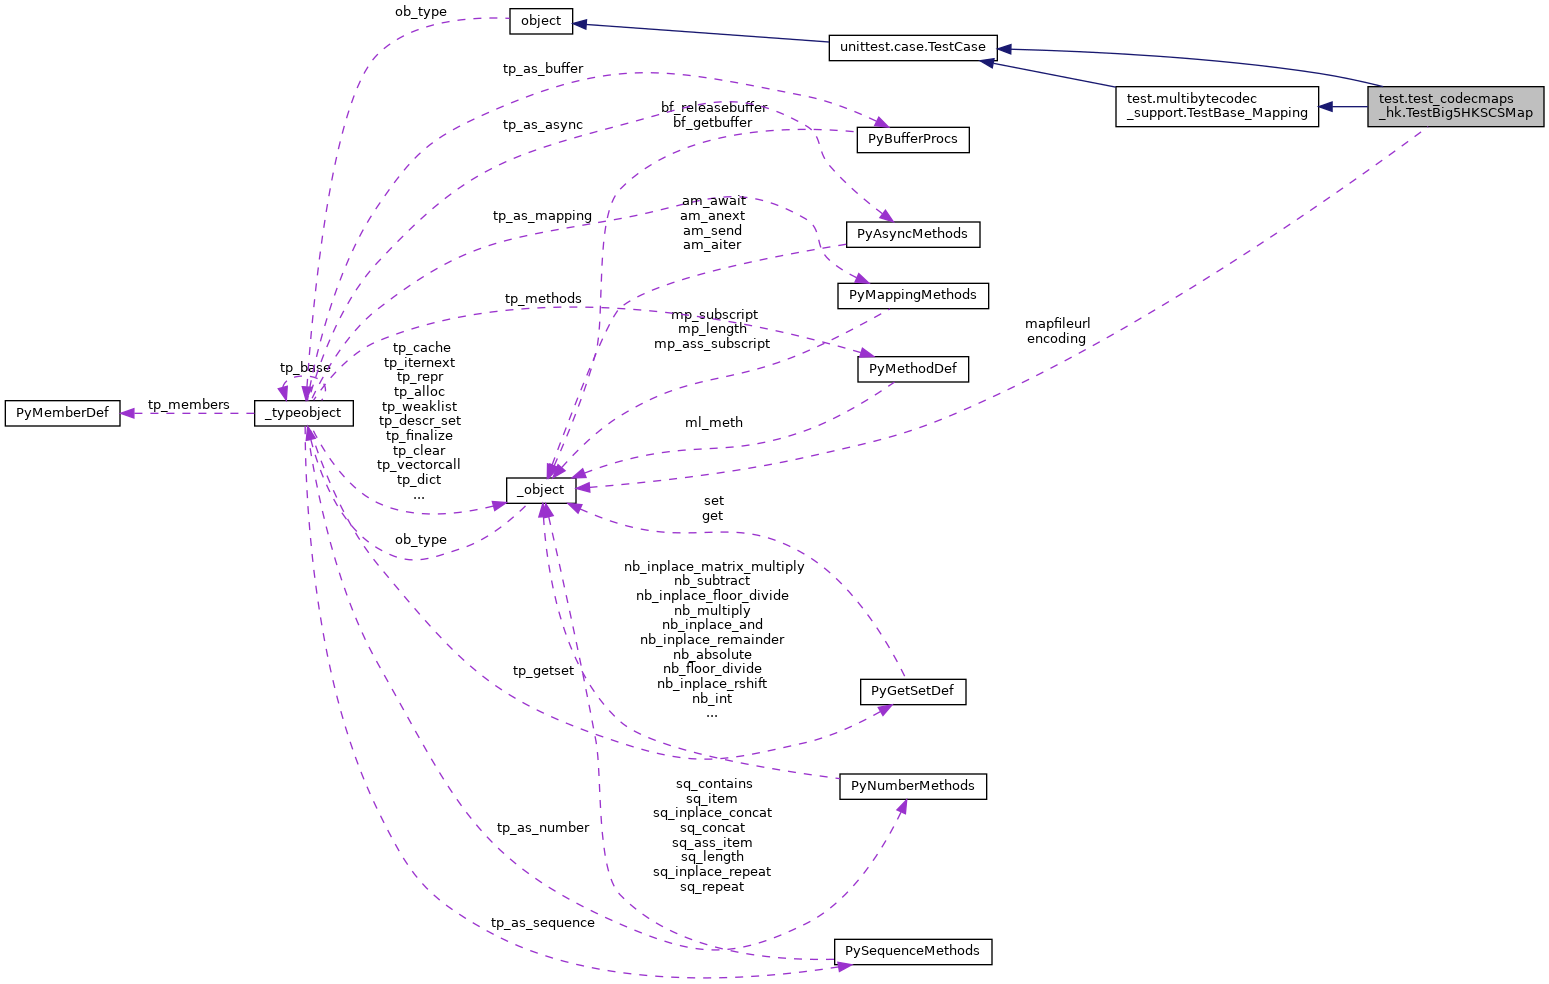 ob_type
object
unittest.case.TestCase
tp_as_buffer
test.multibytecodec
_support.TestBase_Mapping
test.test_codecmaps
_hk.TestBig5HKSCSMap
bf_releasebuffer
bf_getbuffer
tp_as_async
PyBufferProcs
am_await
am_anext
am_send
am_aiter
tp_as_mapping
PyAsyncMethods
PyMappingMethods
tp_methods
mp_subscript
mp_length
mp_ass_subscript
mapfileurl
encoding
tp_base
tp_cache
tp_iternext
tp_repr
tp_alloc
tp_weaklist
tp_descr_set
tp_finalize
tp_clear
tp_vectorcall
tp_dict
...
PyMethodDef
PyMemberDef
tp_members
_typeobject
ml_meth
_object
set
get
ob_type
nb_inplace_matrix_multiply
nb_subtract
nb_inplace_floor_divide
nb_multiply
nb_inplace_and
nb_inplace_remainder
nb_absolute
nb_floor_divide
nb_inplace_rshift
nb_int
...
tp_getset
PyGetSetDef
PyNumberMethods
sq_contains
sq_item
sq_inplace_concat
sq_concat
sq_ass_item
sq_length
sq_inplace_repeat
sq_repeat
tp_as_number
tp_as_sequence
PySequenceMethods